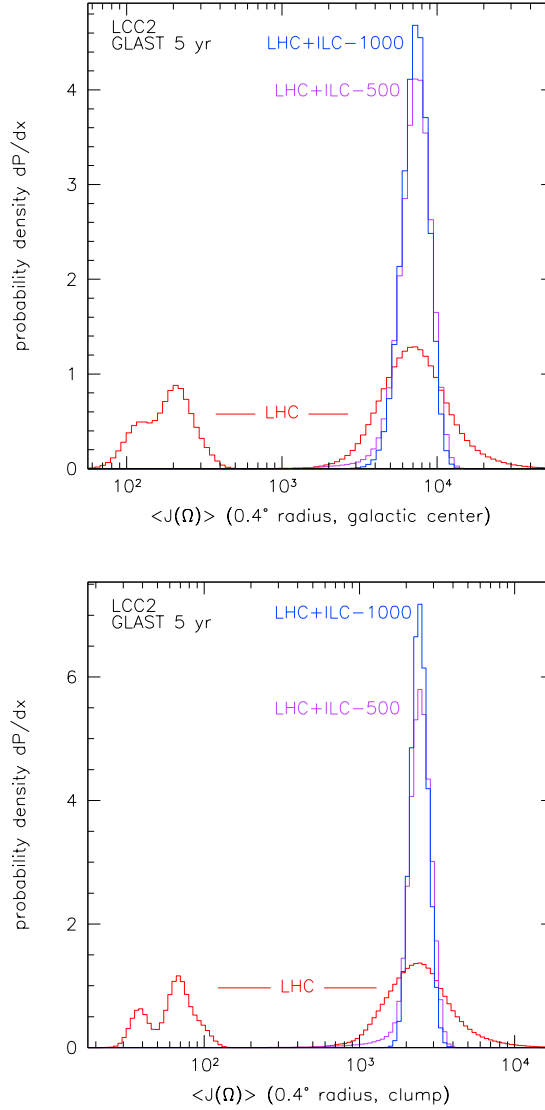 LCC2
GLAST 5 yr
LHC+ILC−1000
LHC+ILC−500
LHC
probability density dP/dx
0
1
2
3
4
10²
10³
10⁴
<J(Ω)> (0.4° radius, galactic center)
LCC2
GLAST 5 yr
LHC+ILC−1000
LHC+ILC−500
LHC
probability density dP/dx
0
2
4
6
10²
10³
10⁴
<J(Ω)> (0.4° radius, clump)